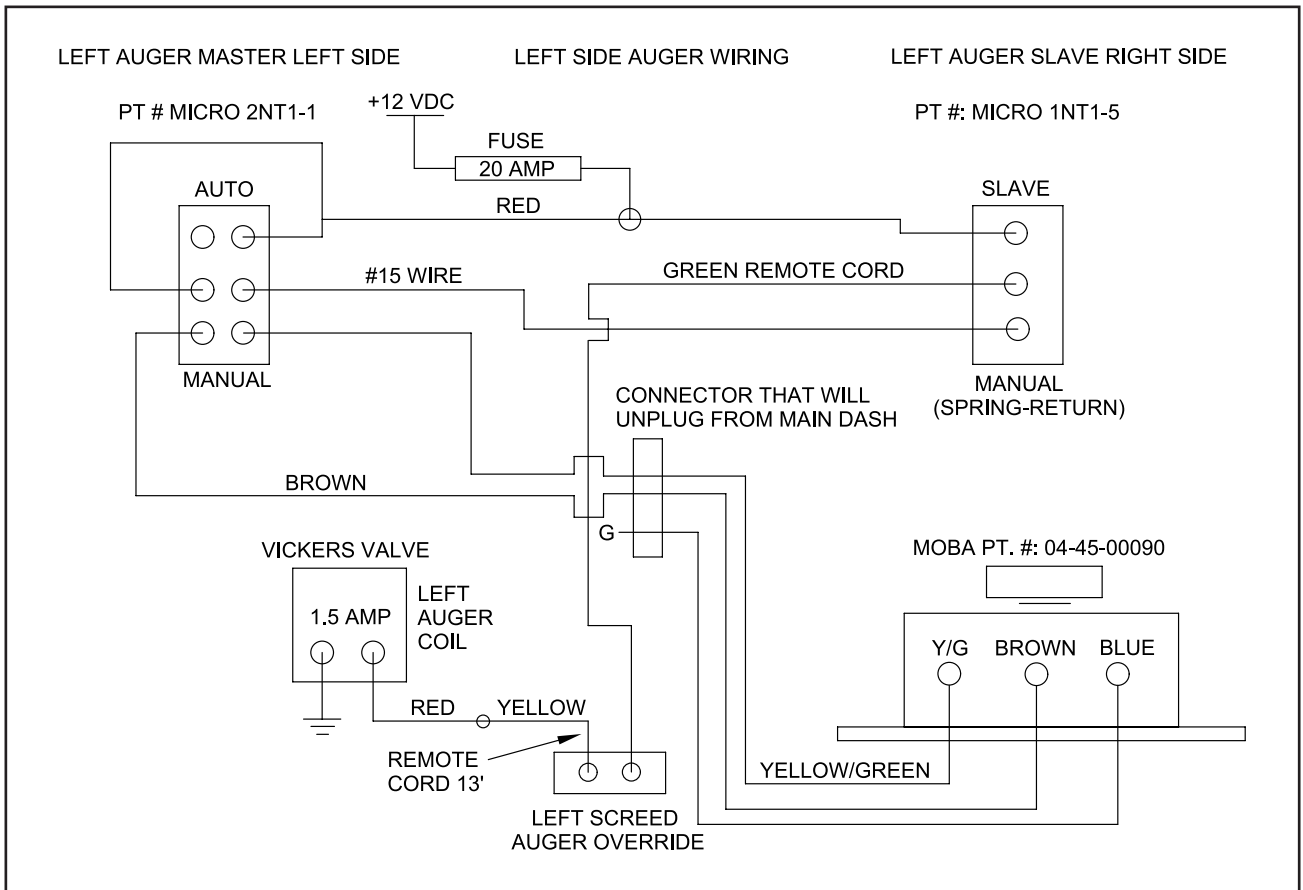 LEFT AUGER MASTER LEFT SIDE
LEFT SIDE AUGER WIRING
LEFT AUGER SLAVE RIGHT SIDE
PT # MICRO 2NT1-1
+12 VDC
PT #: MICRO 1NT1-5
FUSE
20 AMP
AUTO
RED
SLAVE
#15 WIRE
GREEN REMOTE CORD
MANUAL
MANUAL
(SPRING-RETURN)
CONNECTOR THAT WILL
UNPLUG FROM MAIN DASH
BROWN
G
VICKERS VALVE
1.5 AMP
LEFT
AUGER
COIL
MOBA PT. #: 04-45-00090
Y/G
BROWN
BLUE
RED
YELLOW
REMOTE
CORD 13'
YELLOW/GREEN
LEFT SCREED
AUGER OVERRIDE